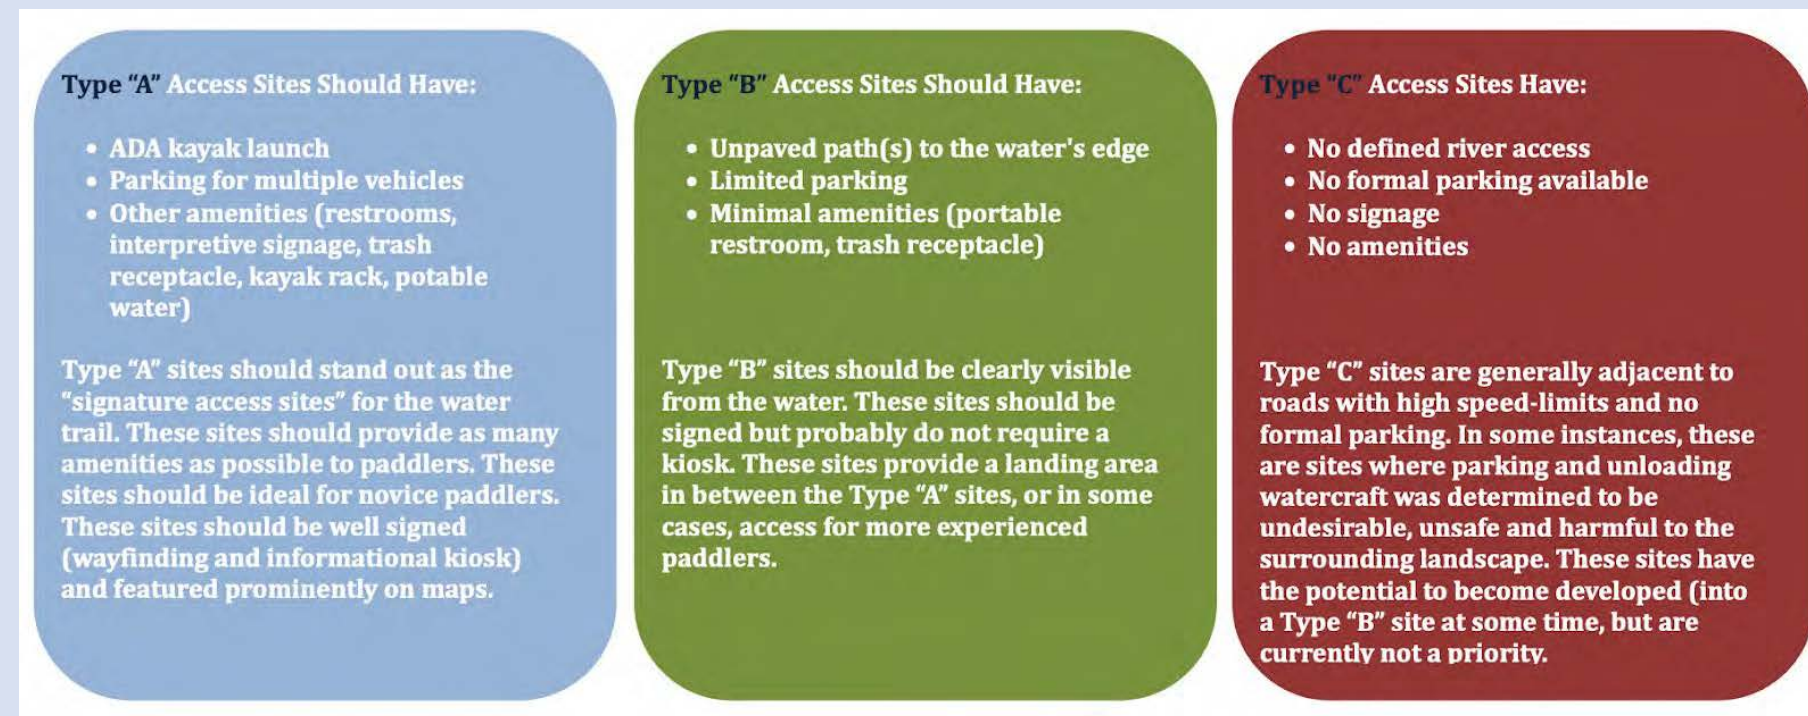 Type “A” Access Sites Should Have:
• ADA kayak launch
• Parking for multiple vehicles
• Other amenities (restrooms,
interpretive signage, trash
receptacle, kayak rack, potable
water)
Type “A” sites should stand out as the
“signature access sites” for the water
trail. These sites should provide as many
amenities as possible to paddlers. These
sites should be ideal for novice paddlers.
These sites should be well signed
(wayfinding and informational kiosk)
and featured prominently on maps.
Type “B” Access Sites Should Have:
• Unpaved path(s) to the water's edge
• Limited parking
• Minimal amenities (portable
restroom, trash receptacle)
Type “B” sites should be clearly visible
from the water. These sites should be
signed but probably do not require a
kiosk. These sites provide a landing area
in between the Type “A” sites, or in some
cases, access for more experienced
paddlers.
Type “C” Access Sites Have:
• No defined river access
• No formal parking available
• No signage
• No amenities
Type “C” sites are generally adjacent to
roads with high speed-limits and no
formal parking. In some instances, these
are sites where parking and unloading
watercraft was determined to be
undesirable, unsafe and harmful to the
surrounding landscape. These sites have
the potential to become developed (into
a Type “B” site at some time, but are
currently not a priority.